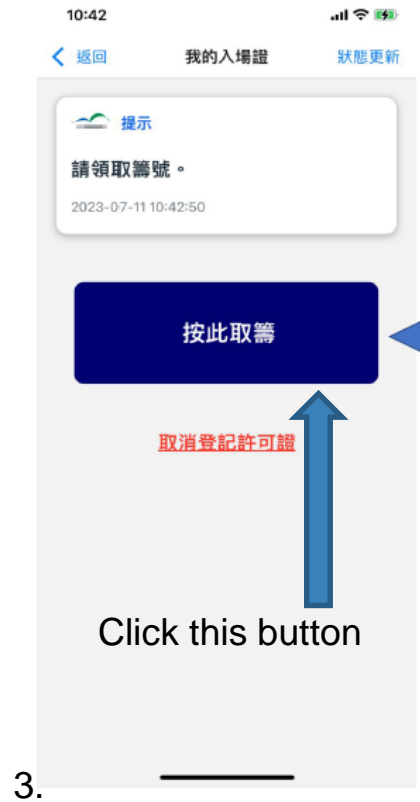 10:42
返回 我的入場證 狀態更新
提示
請領取籌號。
2023-07-11 10:42:50
按此取籌
取消登記許可證
Click this button
3.